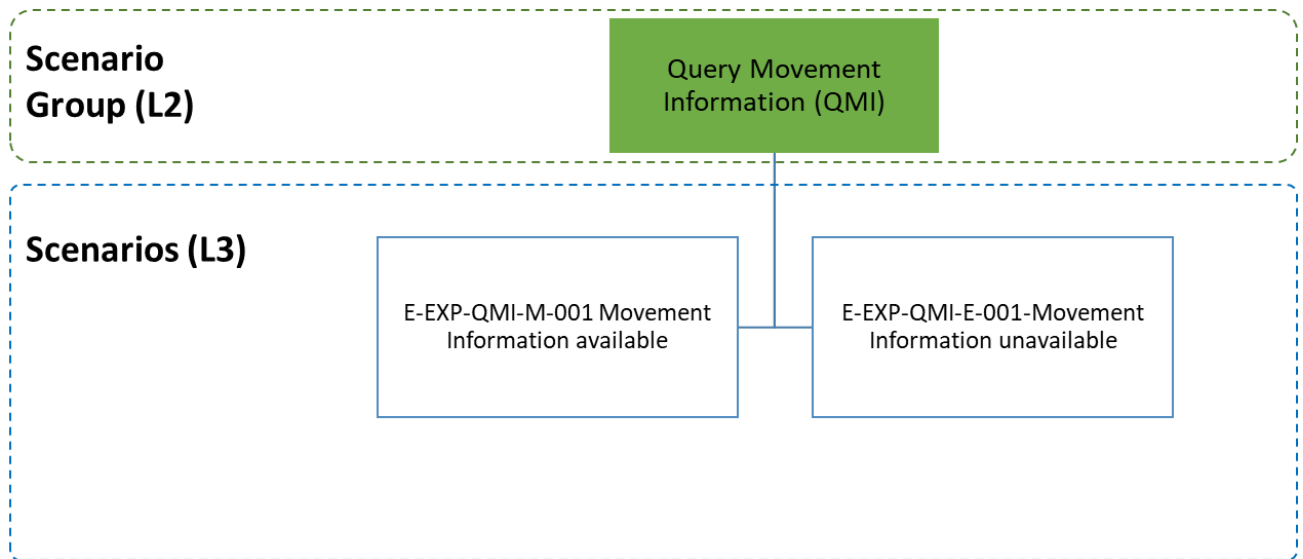 Scenario
Group (L2)
Query Movement
Information (QMI)
Scenarios (L3)
E-EXP-QMI-M-001 Movement
Information available
E-EXP-QMI-E-001-Movement
Information unavailable